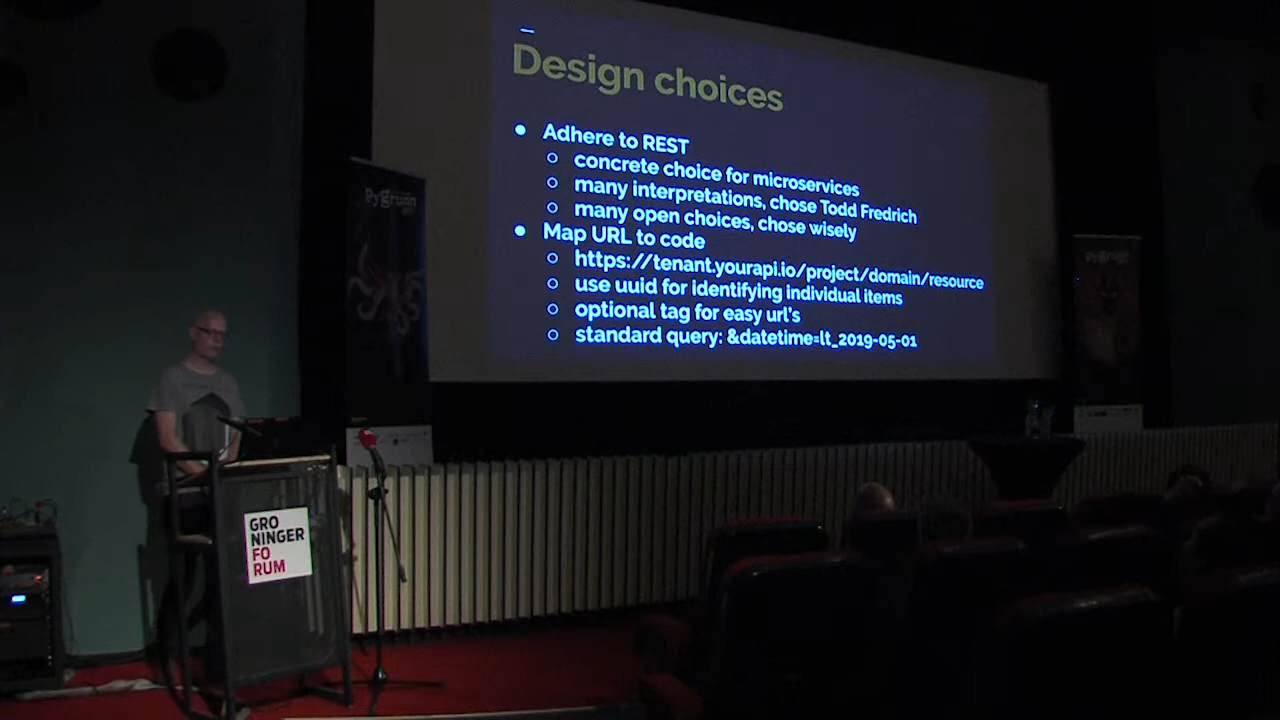 Design choices
● Adhere to REST
○ concrete choice for microservices
○ many interpretations, chose Todd Fredrich
○ many open choices, chose wisely
● Map URL to code
○ https://tenant.yourapi.io/project/domain/resource
○ use uuid for identifying individual items
○ optional tag for easy url's
○ standard query: &datetime=lt_2019-05-01
pygrunn
pygrunn
GRO
NINGER
FO
RUM